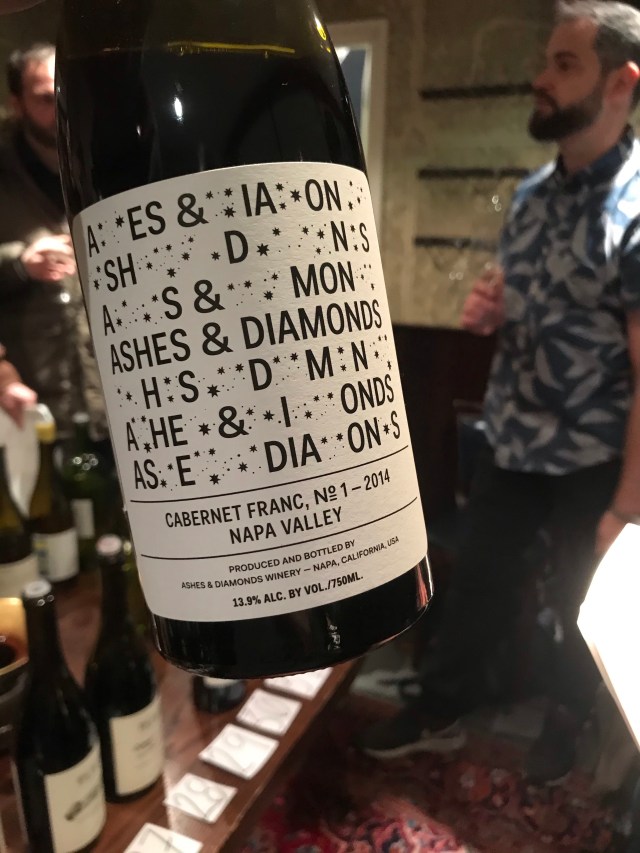 A ES & IA ON
SH D N S
A S & MON
ASHES & DIAMONDS
H S D M N
A HE & I ONDS
AS E DIA ON S
CABERNET FRANC, Nº 1 – 2014
NAPA VALLEY
PRODUCED AND BOTTLED BY
ASHES & DIAMONDS WINERY — NAPA, CALIFORNIA, USA
13.9% ALC. BY VOL./750ML.
28